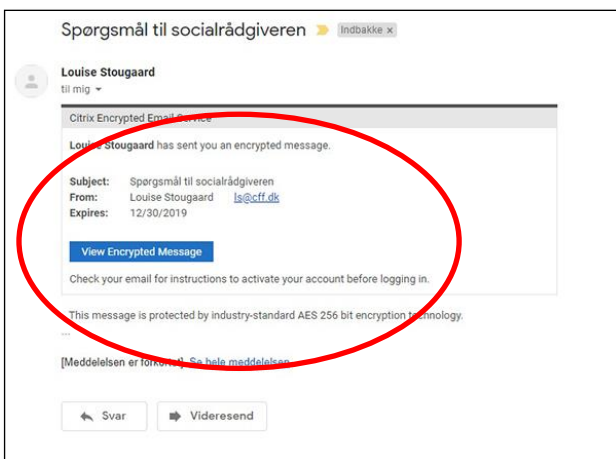 Spørgsmål til socialrådgiveren Indbakke x
Louise Stougaard
til mig
Citrix Encrypted Email Service
Louise Stougaard has sent you an encrypted message.
Subject: Spørgsmål til socialrådgiveren
From: Louise Stougaard ls@cff.dk
Expires: 12/30/2019
View Encrypted Message
Check your email for instructions to activate your account before logging in.
This message is protected by industry-standard AES 256 bit encryption technology.
...
[Meddelelsen er forkortet] Se hele meddelelsen
Svar Videresend